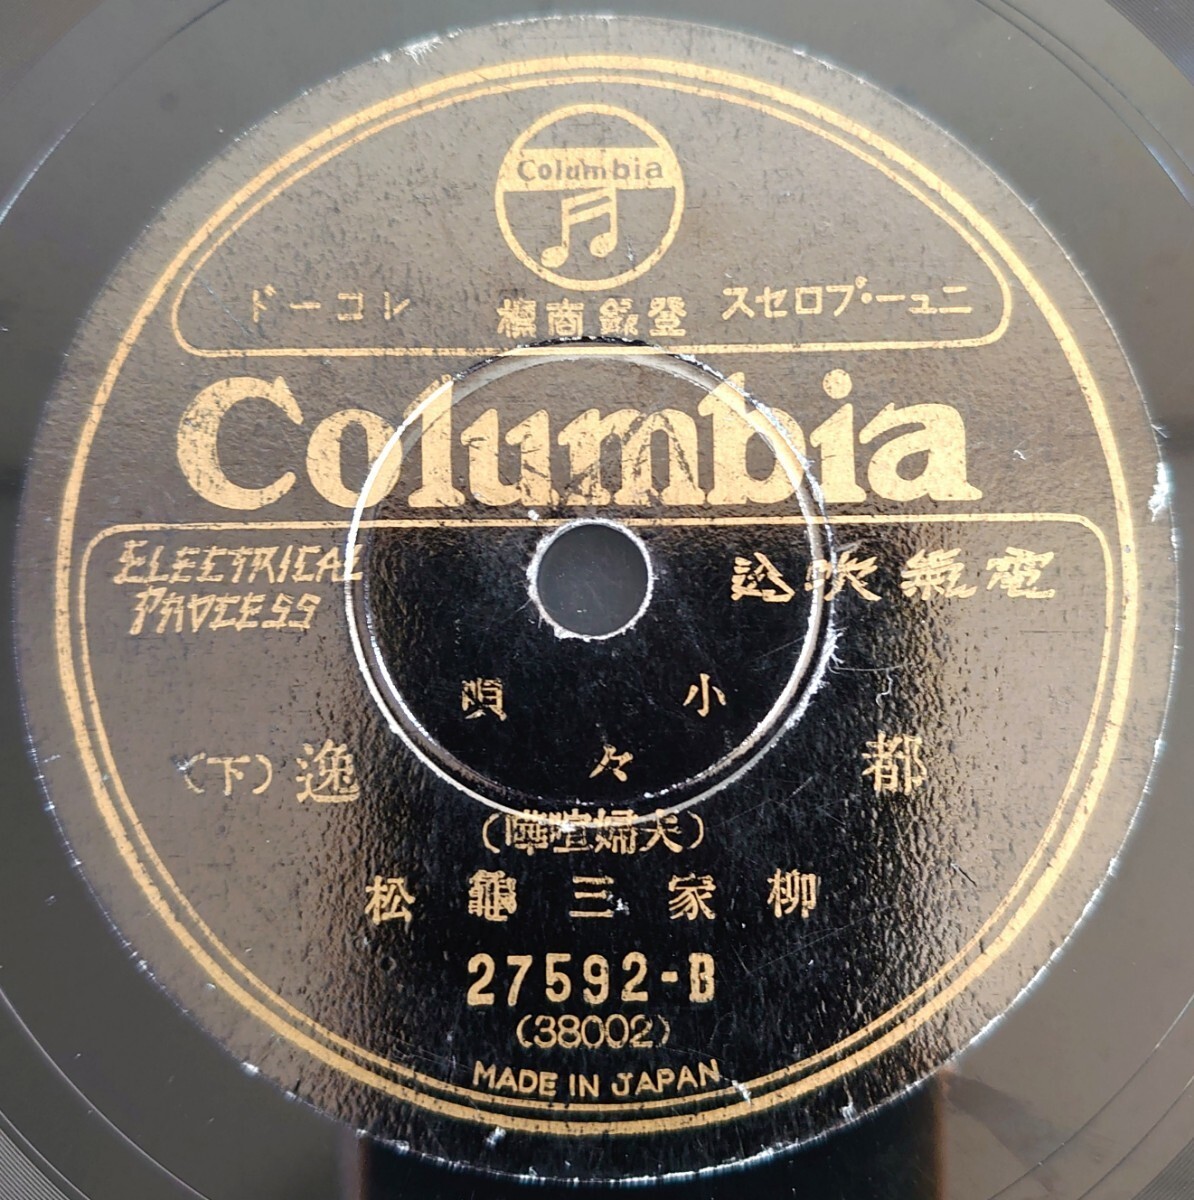 Columbia
ニュー・プロセス 登錄商標 レコード
Columbia
ELECTRICAL PROCESS
電氣吹込
小唄
都々逸(下)
(夫婦喧嘩)
柳家三龜松
27592-B
(38002)
MADE IN JAPAN